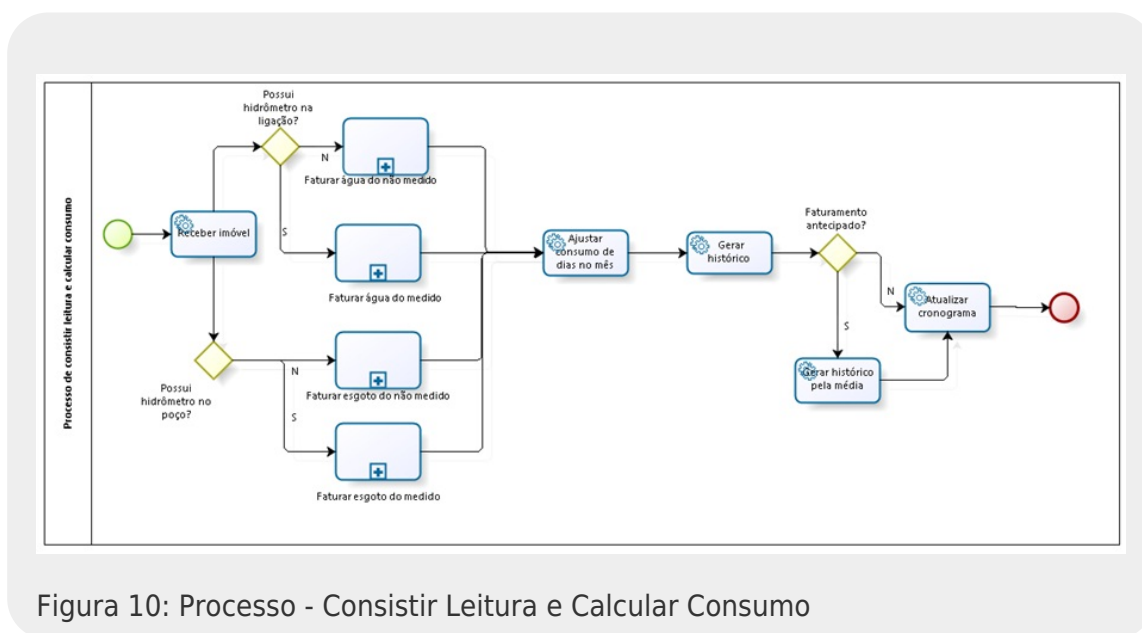 Processo de consistir leitura e calcular consumo
Possui
hidrômetro na
ligação?
N
Faturar água do não medido
Receber imóvel
S
Faturar água do medido
Possui
hidrômetro no
poço?
N
Faturar esgoto do não medido
S
Faturar esgoto do medido
Ajustar
consumo de
dias no mês
Gerar
histórico
Faturamento
antecipado?
N
Atualizar
cronograma
S
Gerar histórico
pela média
Figura 10: Processo - Consistir Leitura e Calcular Consumo